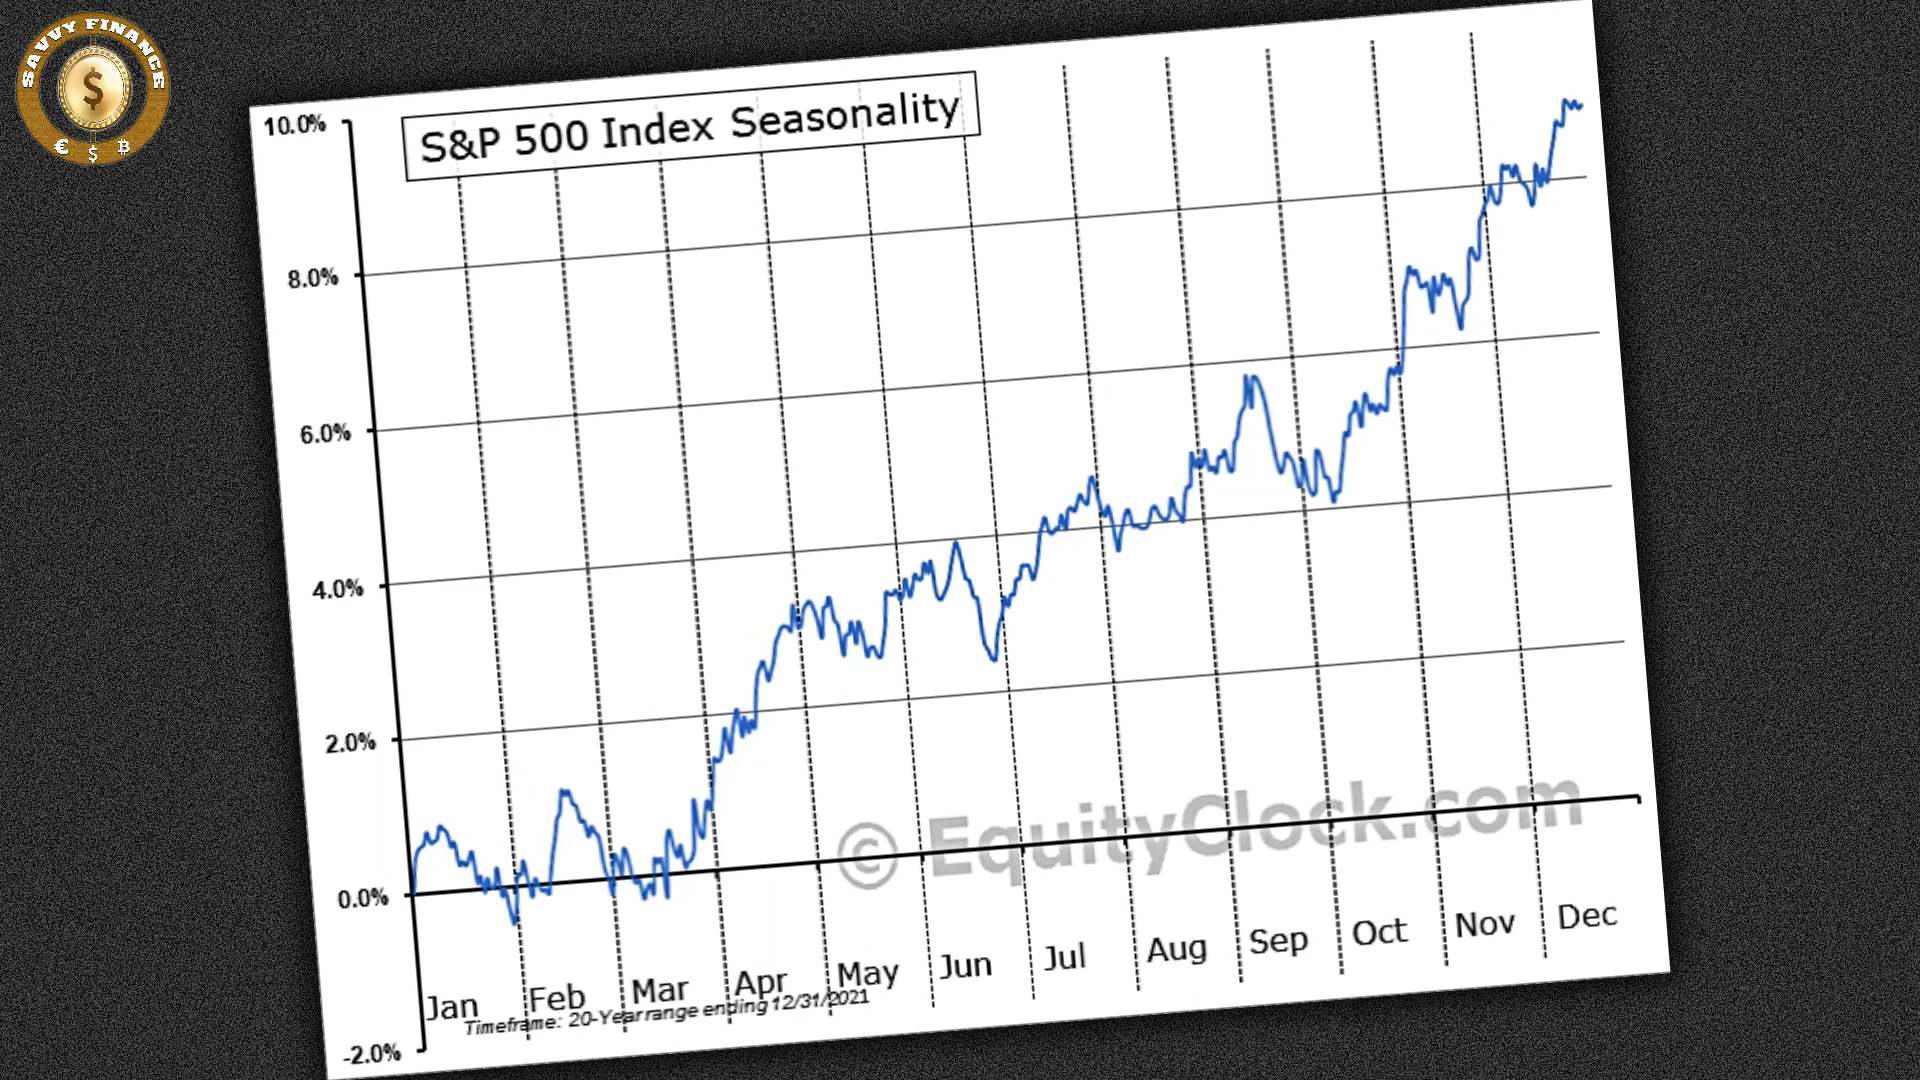 SAVVY FINANCE
$
€ $ ₿
S&P 500 Index Seasonality
10.0%
8.0%
6.0%
4.0%
2.0%
0.0%
-2.0%
© EquityClock.com
Jan Feb Mar Apr May Jun Jul Aug Sep Oct Nov Dec
Timeframe: 20-Year range ending 12/31/2021